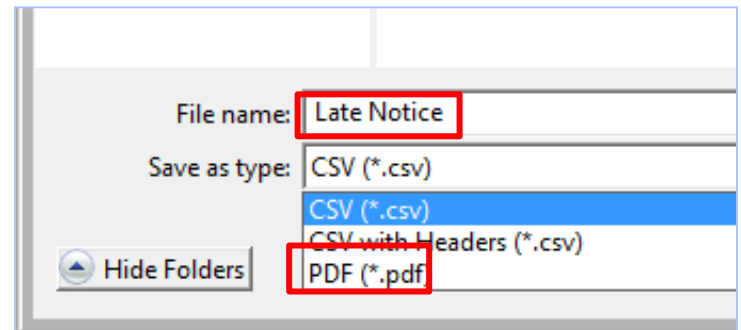 File name: Late Notice
Save as type: CSV (*.csv)
CSV (*.csv)
CSV with Headers (*.csv)
Hide Folders
PDF (*.pdf)